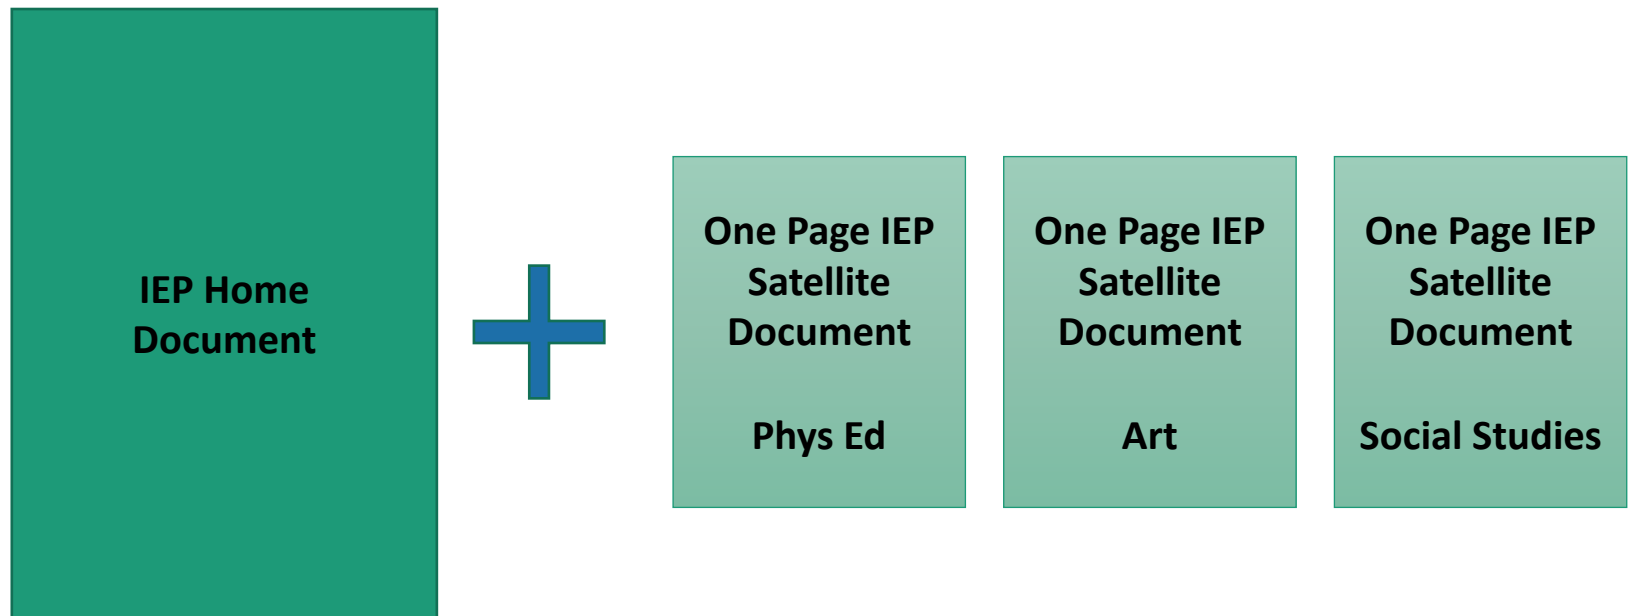 IEP Home
Document
One Page IEP
Satellite
Document
Phys Ed
One Page IEP
Satellite
Document
Art
One Page IEP
Satellite
Document
Social Studies